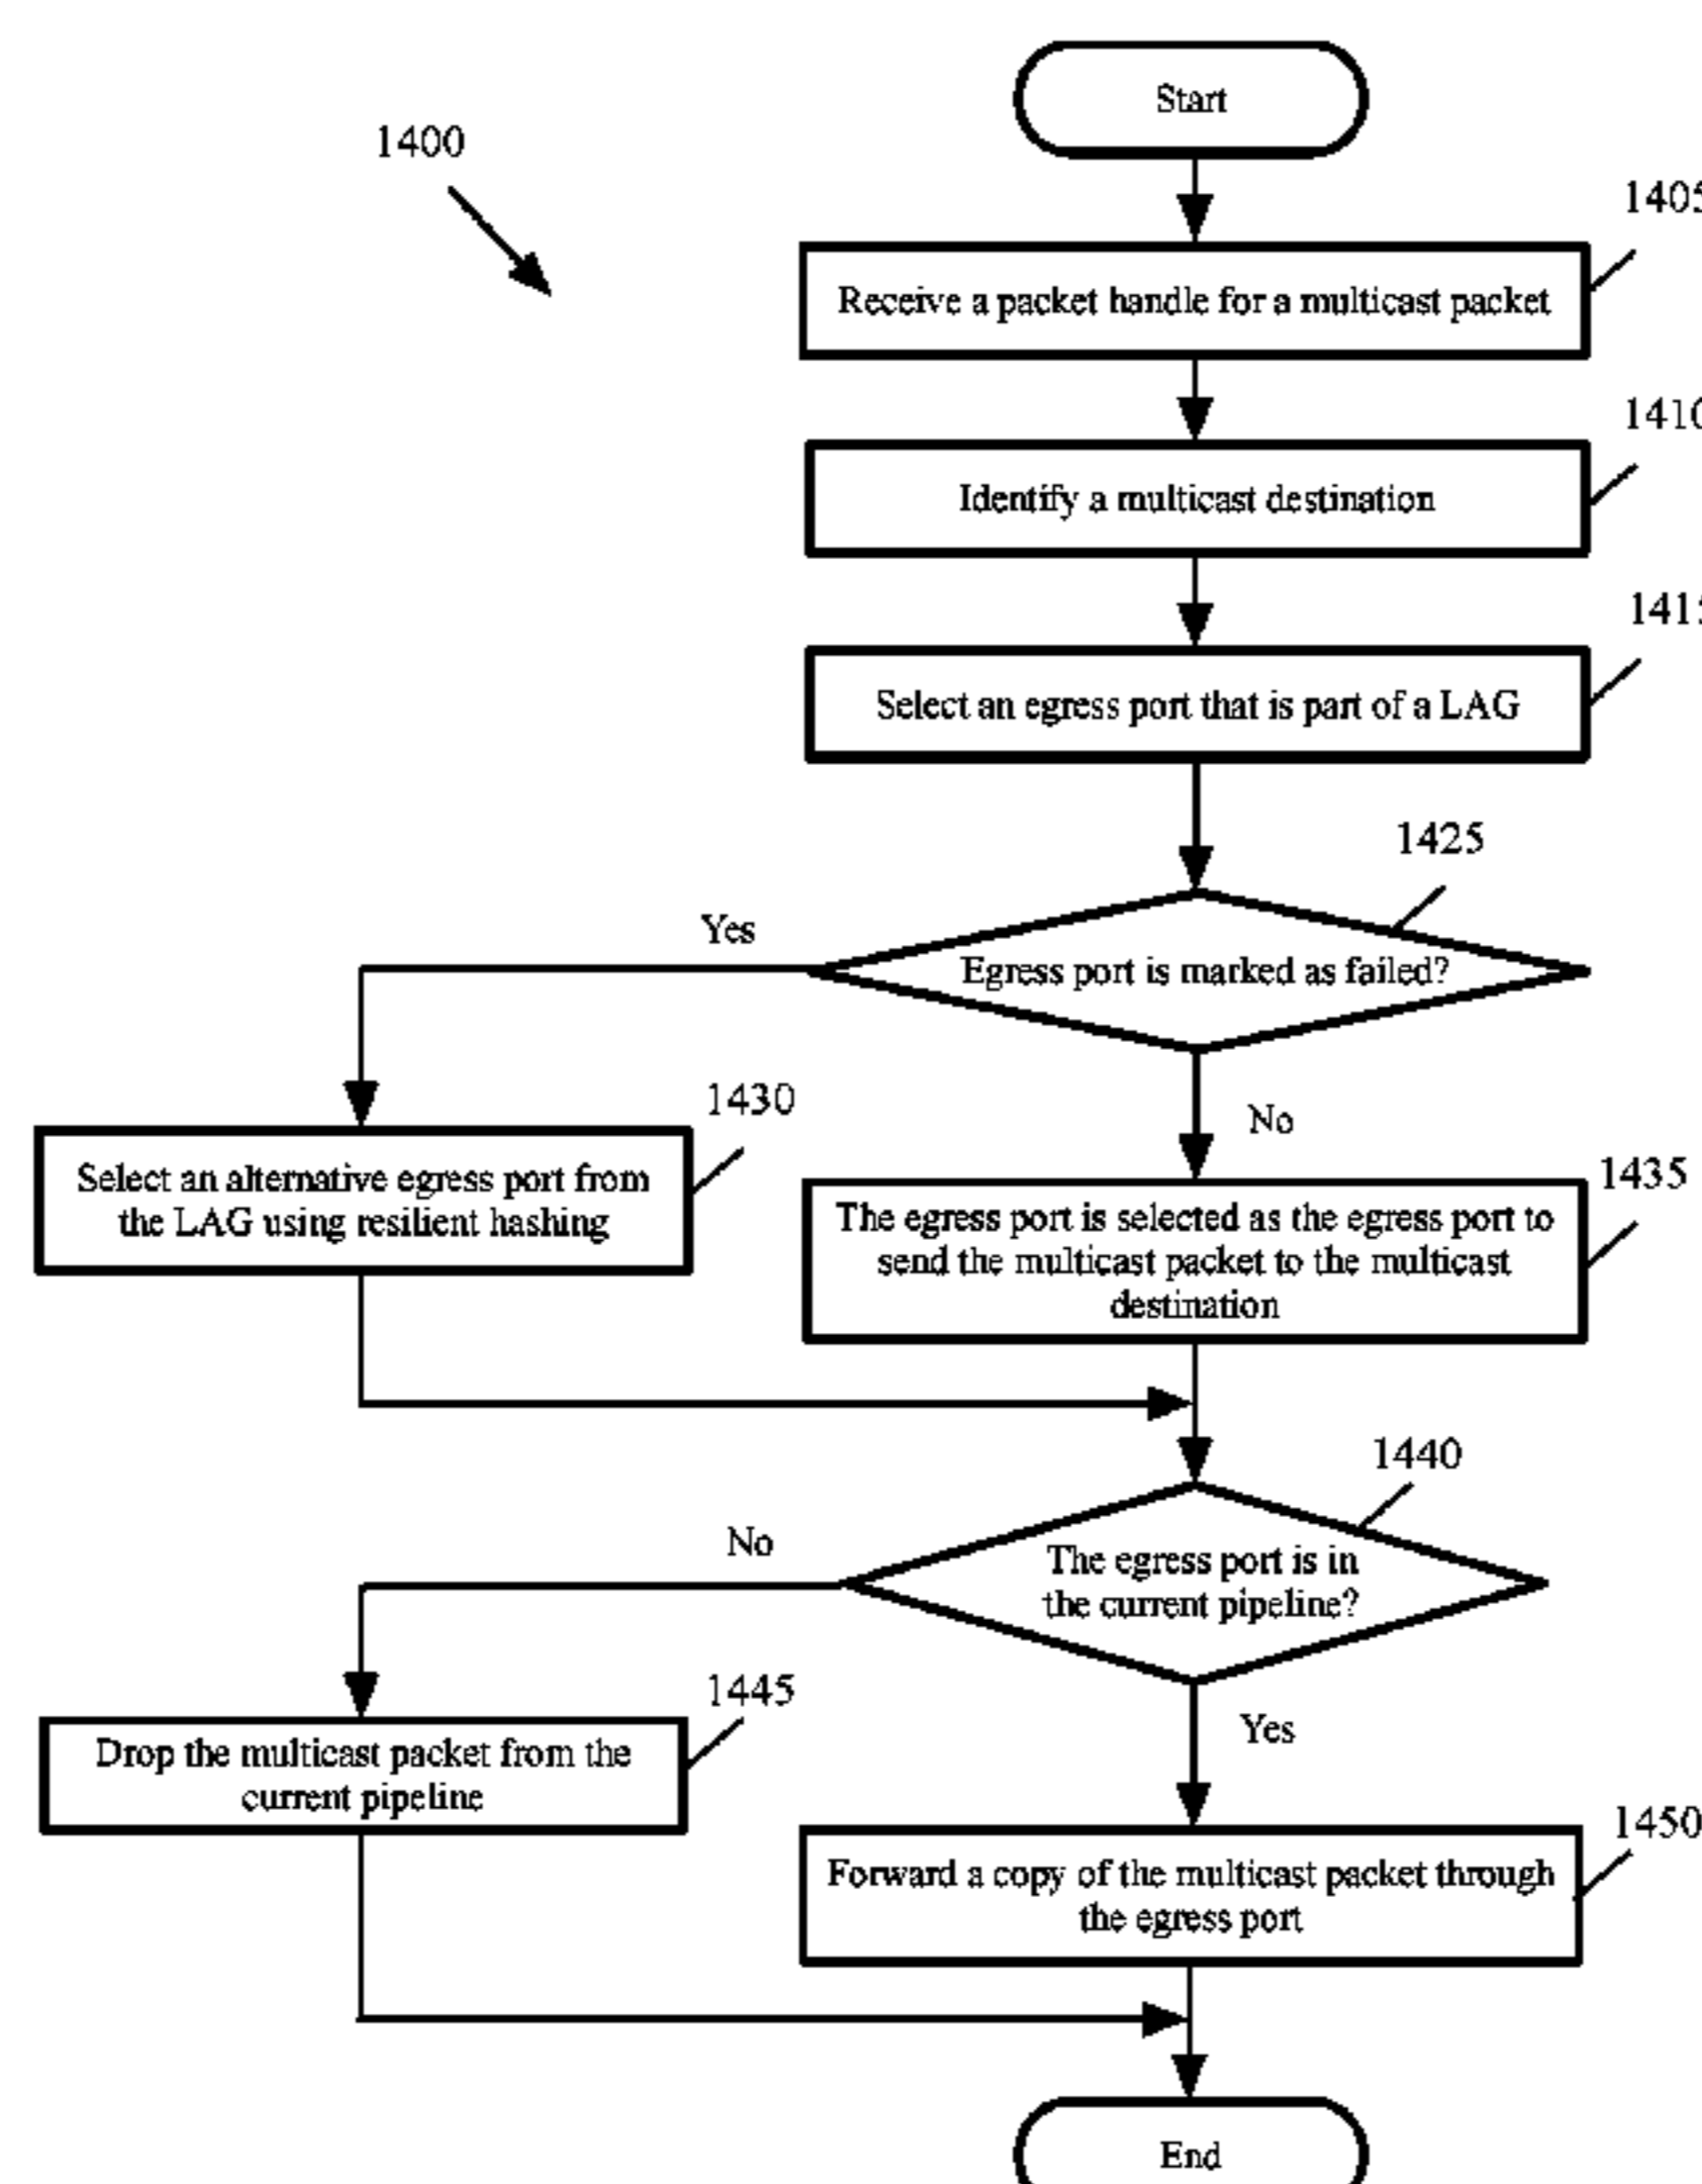 Start
1400
1405
Receive a packet handle for a multicast packet
1410
Identify a multicast destination
1415
Select an egress port that is part of a LAG
1425
Yes
Egress port is marked as failed?
1430
No
Select an alternative egress port from
the LAG using resilient hashing
1435
The egress port is selected as the egress port to
send the multicast packet to the multicast
destination
1440
No
The egress port is in
the current pipeline?
1445
Yes
Drop the multicast packet from the
current pipeline
1450
Forward a copy of the multicast packet through
the egress port
End